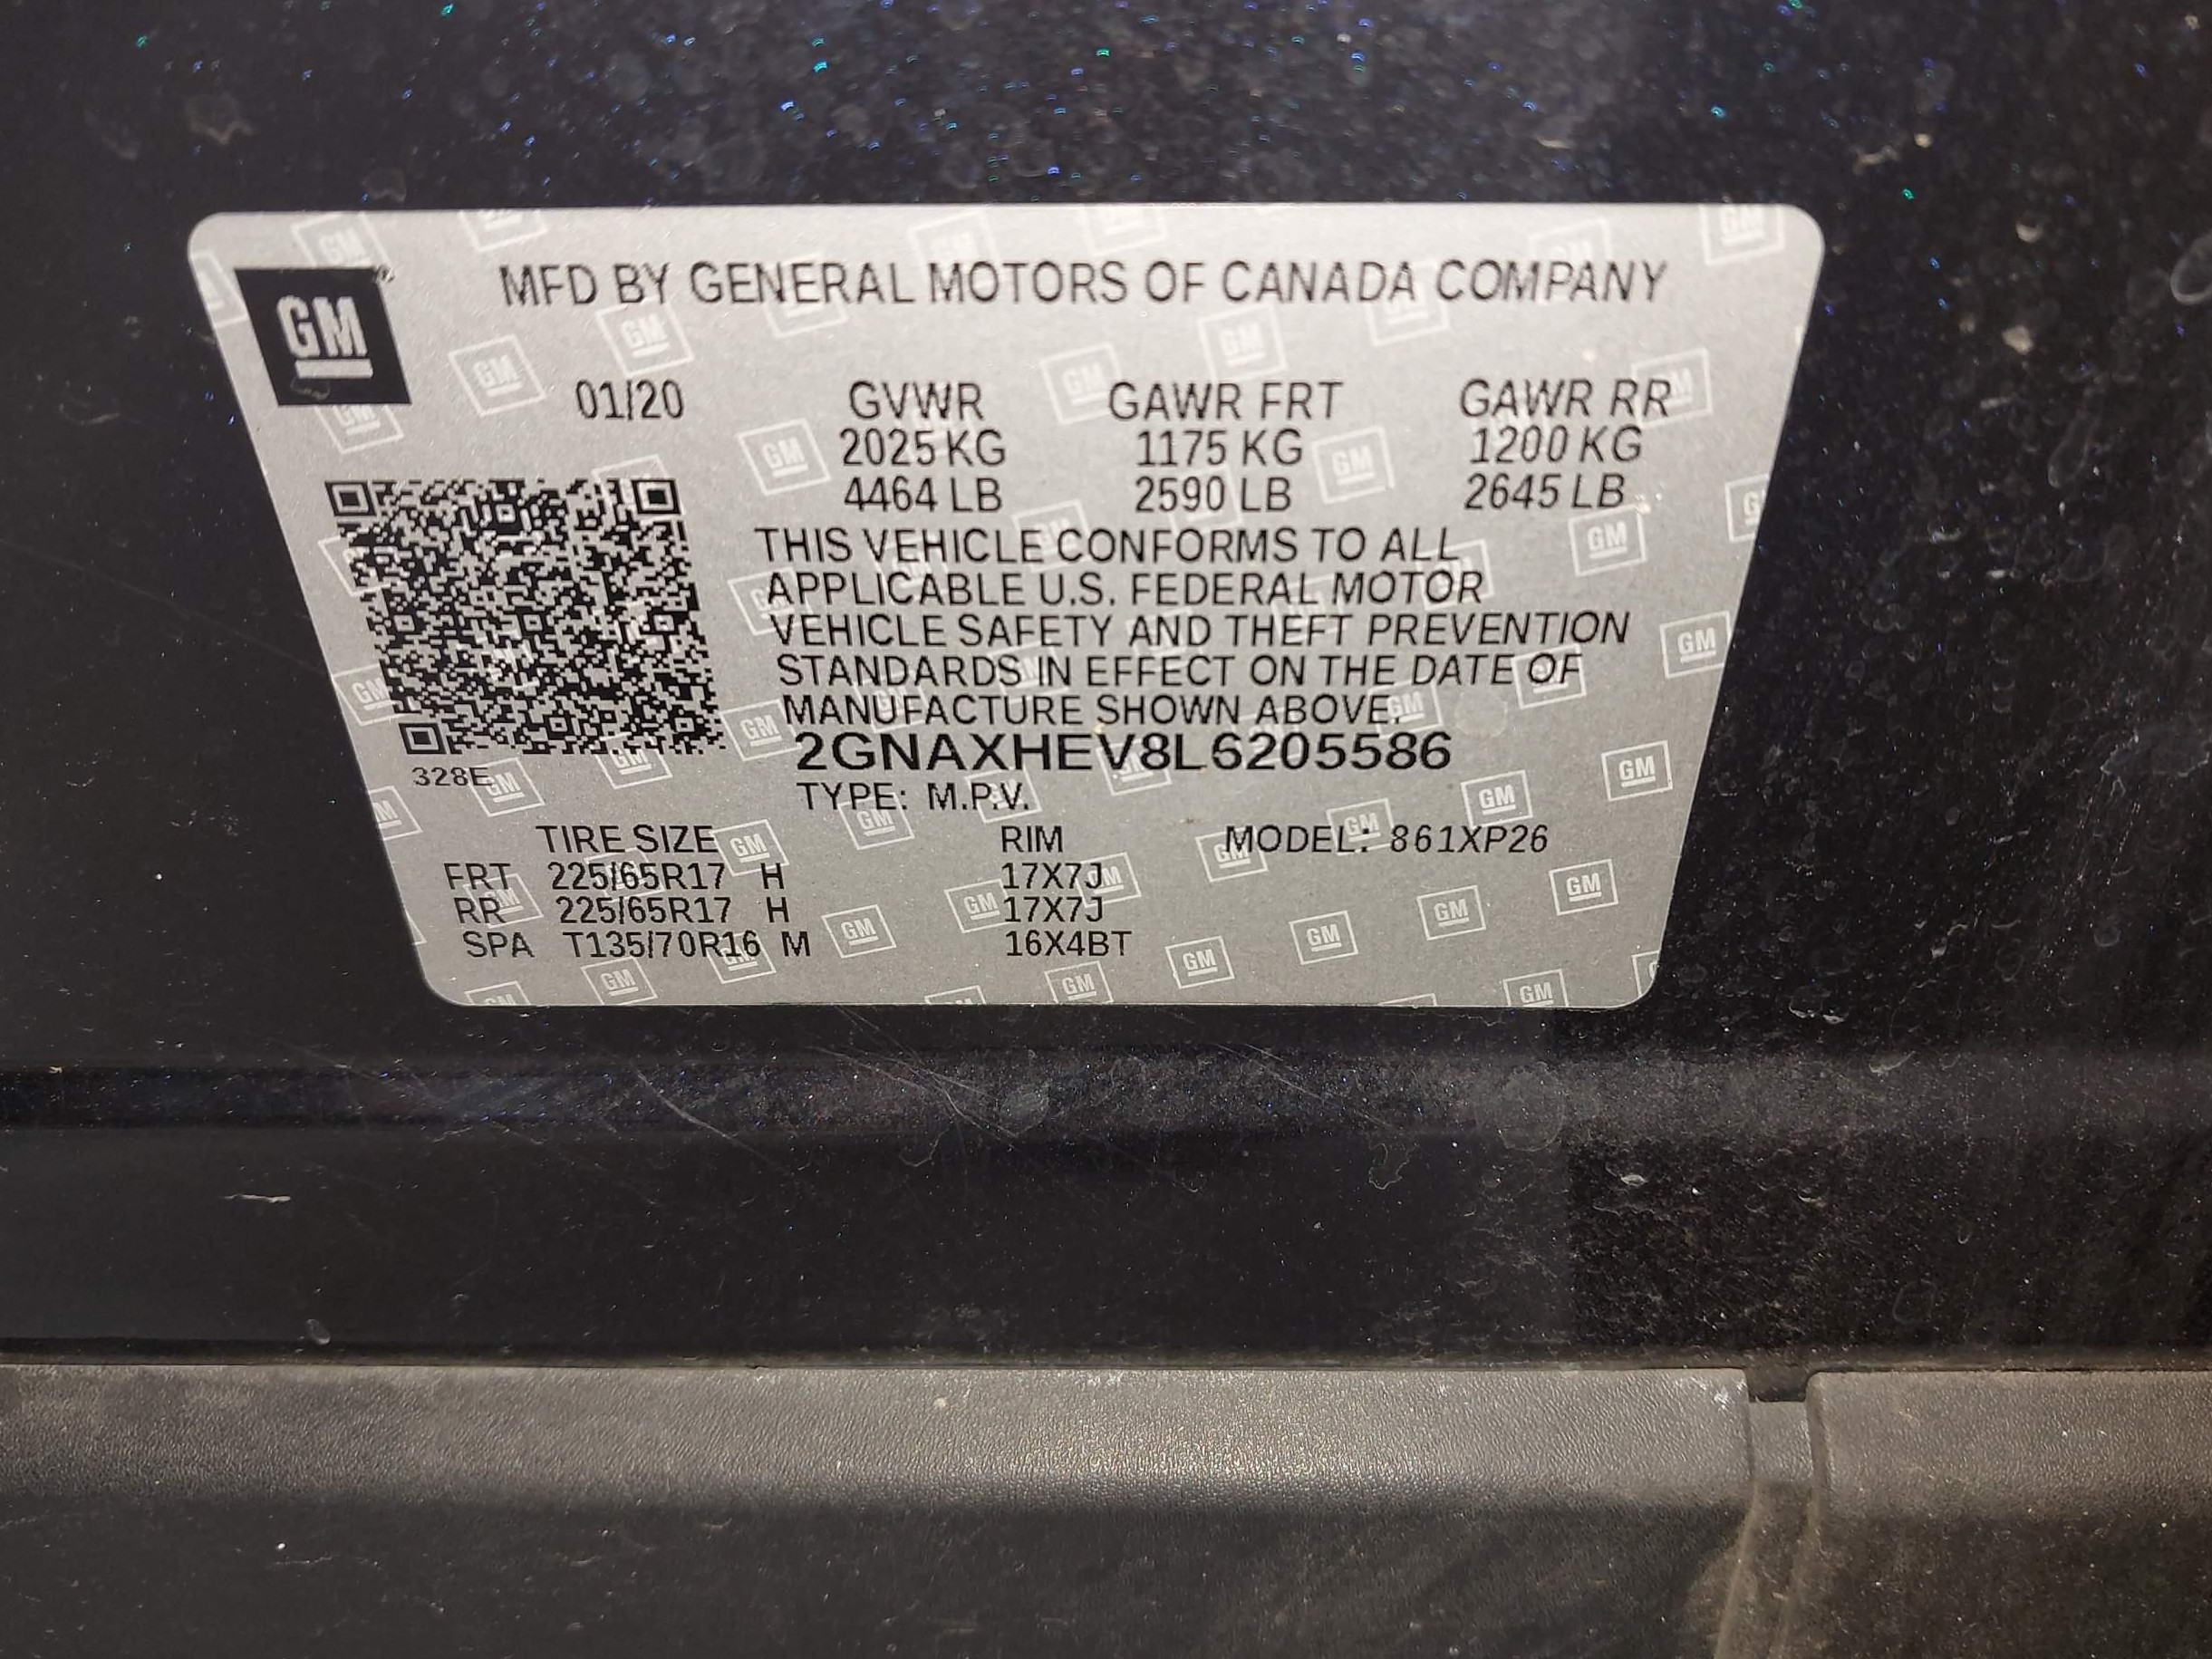 GM
MFD BY GENERAL MOTORS OF CANADA COMPANY
01/20 GVWR GAWR FRT GAWR RR
2025 KG 1175 KG 1200 KG
4464 LB 2590 LB 2645 LB
THIS VEHICLE CONFORMS TO ALL
APPLICABLE U.S. FEDERAL MOTOR
VEHICLE SAFETY AND THEFT PREVENTION
STANDARDS IN EFFECT ON THE DATE OF
MANUFACTURE SHOWN ABOVE.
2GNAXHEV8L6205586
328E
TYPE: M.P.V.
TIRE SIZE RIM MODEL: 861XP26
FRT 225/65R17 H 17X7J
RR 225/65R17 H 17X7J
SPA T135/70R16 M 16X4BT